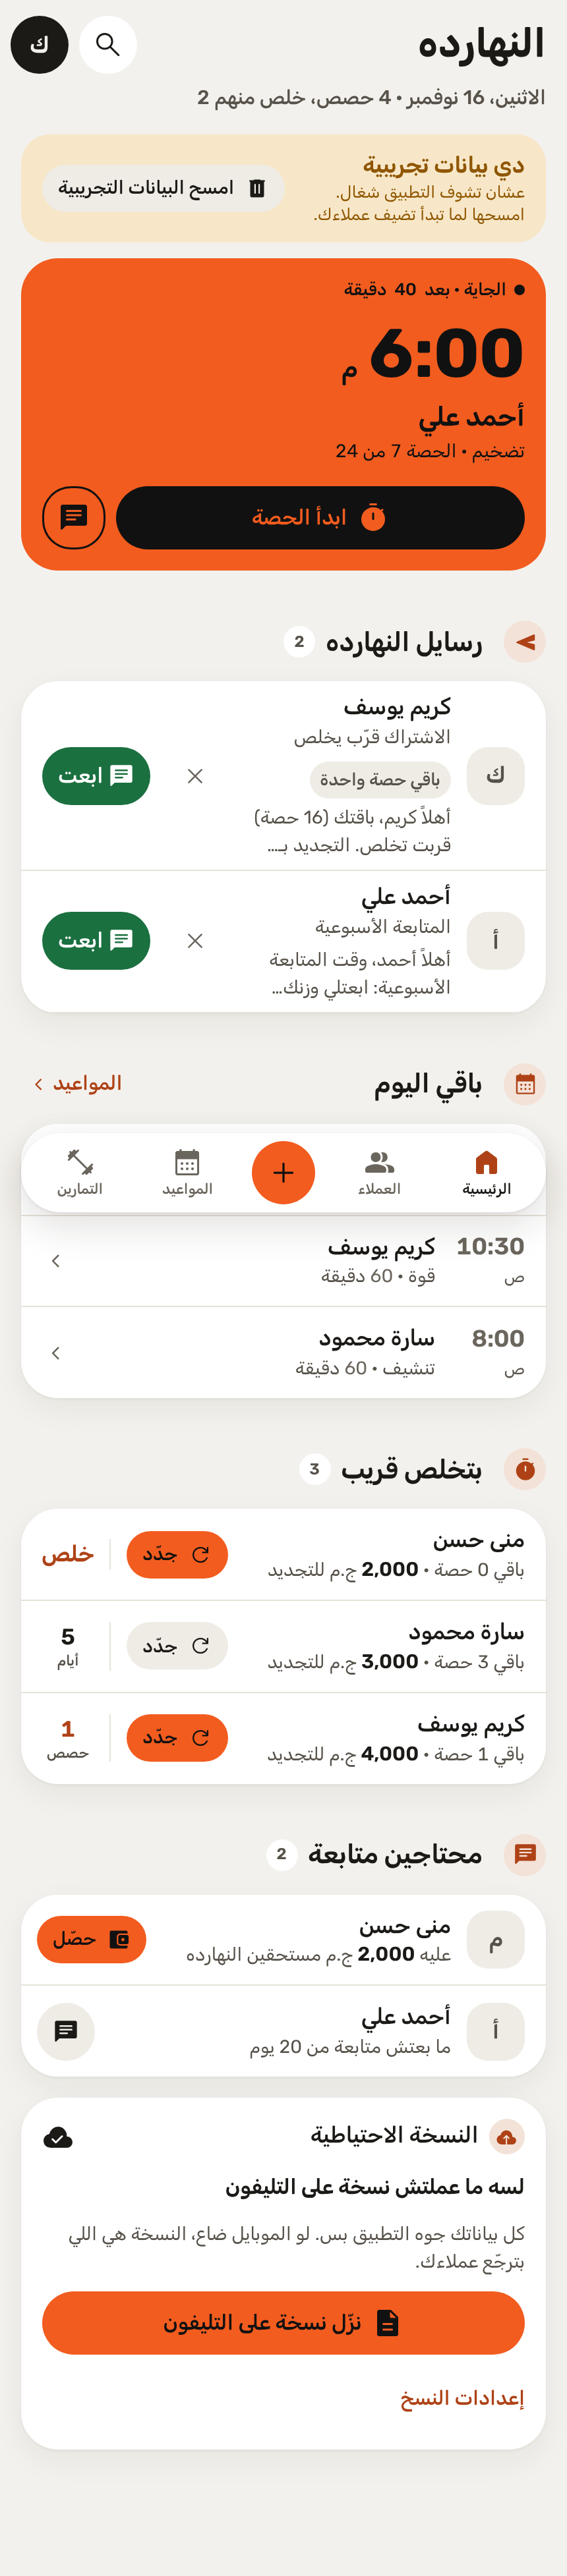 النهارده
ك
الاثنين، 16 نوفمبر • 4 حصص، خلص منهم 2
دي بيانات تجريبية
عشان تشوف التطبيق شغال.
امسحها لما تبدأ تضيف عملاءك.
امسح البيانات التجريبية
الجاية • بعد 40 دقيقة
6:00 م
أحمد علي
تضخيم • الحصة 7 من 24
ابدأ الحصة
رسايل النهارده 2
ك
كريم يوسف
الاشتراك قرّب يخلص
باقي حصة واحدة
أهلاً كريم، باقتك (16 حصة)
قربت تخلص. التجديد بـ...
ابعت
أ
أحمد علي
المتابعة الأسبوعية
أهلاً أحمد، وقت المتابعة
الأسبوعية: ابعتلي وزنك...
ابعت
باقي اليوم
المواعيد
الرئيسية
العملاء
المواعيد
التمارين
10:30
ص
كريم يوسف
قوة • 60 دقيقة
8:00
ص
سارة محمود
تنشيف • 60 دقيقة
بتخلص قريب 3
منى حسن
باقي 0 حصة • 2,000 ج.م للتجديد
جدّد
خلص
سارة محمود
باقي 3 حصة • 3,000 ج.م للتجديد
جدّد
5
أيام
كريم يوسف
باقي 1 حصة • 4,000 ج.م للتجديد
جدّد
1
حصص
محتاجين متابعة 2
م
منى حسن
عليه 2,000 ج.م مستحقين النهارده
حصّل
أ
أحمد علي
ما بعتش متابعة من 20 يوم
النسخة الاحتياطية
لسه ما عملتش نسخة على التليفون
كل بياناتك جوه التطبيق بس. لو الموبايل ضاع، النسخة هي اللي
بترجّع عملاءك.
نزّل نسخة على التليفون
إعدادات النسخ